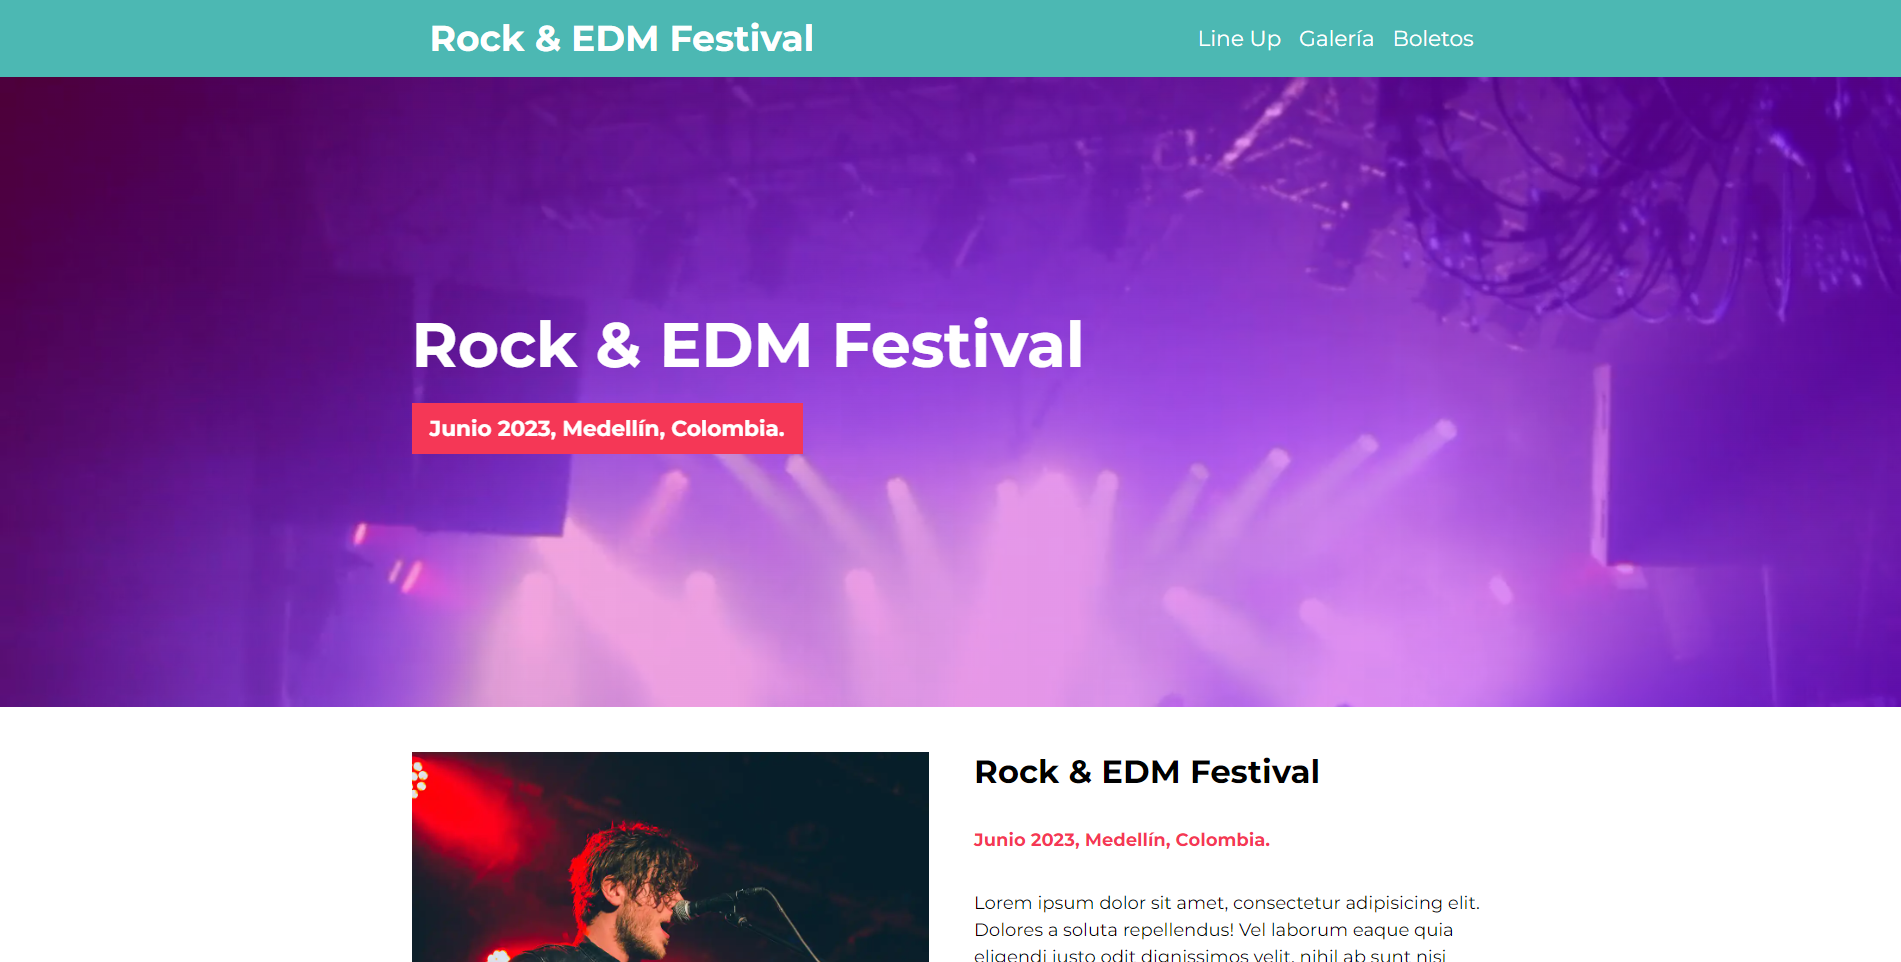 Rock & EDM Festival
Line Up Galería Boletos
Rock & EDM Festival
Junio 2023, Medellín, Colombia.
Rock & EDM Festival
Junio 2023, Medellín, Colombia.
Lorem ipsum dolor sit amet, consectetur adipisicing elit.
Dolores a soluta repellendus! Vel laborum eaque quia
eligendi iusto odit dignissimos velit, nihil ab sunt nisi